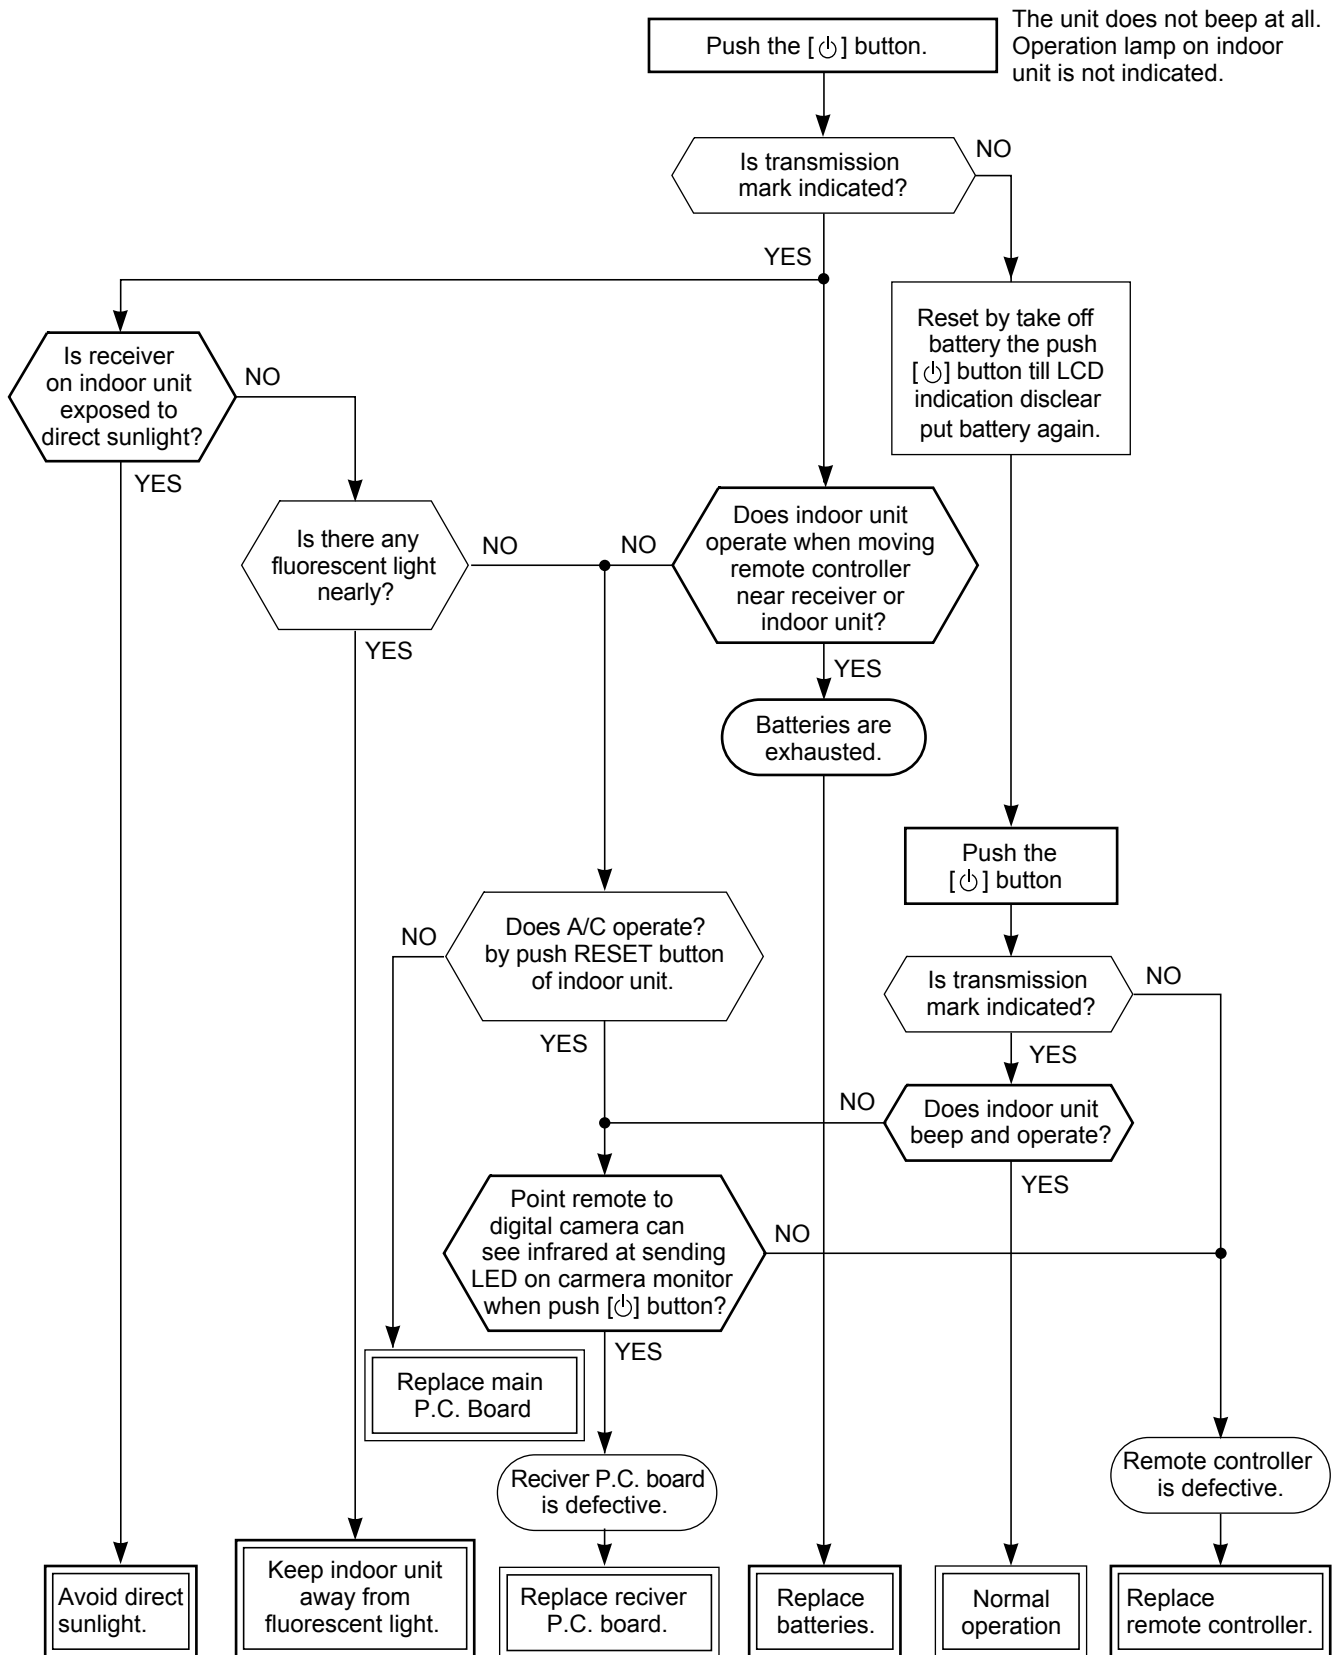 Push the [⏻] button.
The unit does not beep at all.
Operation lamp on indoor
unit is not indicated.
Is transmission
mark indicated?
NO
YES
Reset by take off
battery the push
[⏻] button till LCD
indication disclear
put battery again.
Is receiver
on indoor unit
exposed to
direct sunlight?
NO
YES
Is there any
fluorescent light
nearly?
NO
YES
NO
Does indoor unit
operate when moving
remote controller
near receiver or
indoor unit?
YES
Batteries are
exhausted.
Push the
[⏻] button
NO
Does A/C operate?
by push RESET button
of indoor unit.
YES
Is transmission
mark indicated?
NO
YES
NO
Does indoor unit
beep and operate?
YES
Point remote to
digital camera can
see infrared at sending
LED on carmera monitor
when push [⏻] button?
NO
YES
Replace main
P.C. Board
Reciver P.C. board
is defective.
Remote controller
is defective.
Avoid direct
sunlight.
Keep indoor unit
away from
fluorescent light.
Replace reciver
P.C. board.
Replace
batteries.
Normal
operation
Replace
remote controller.